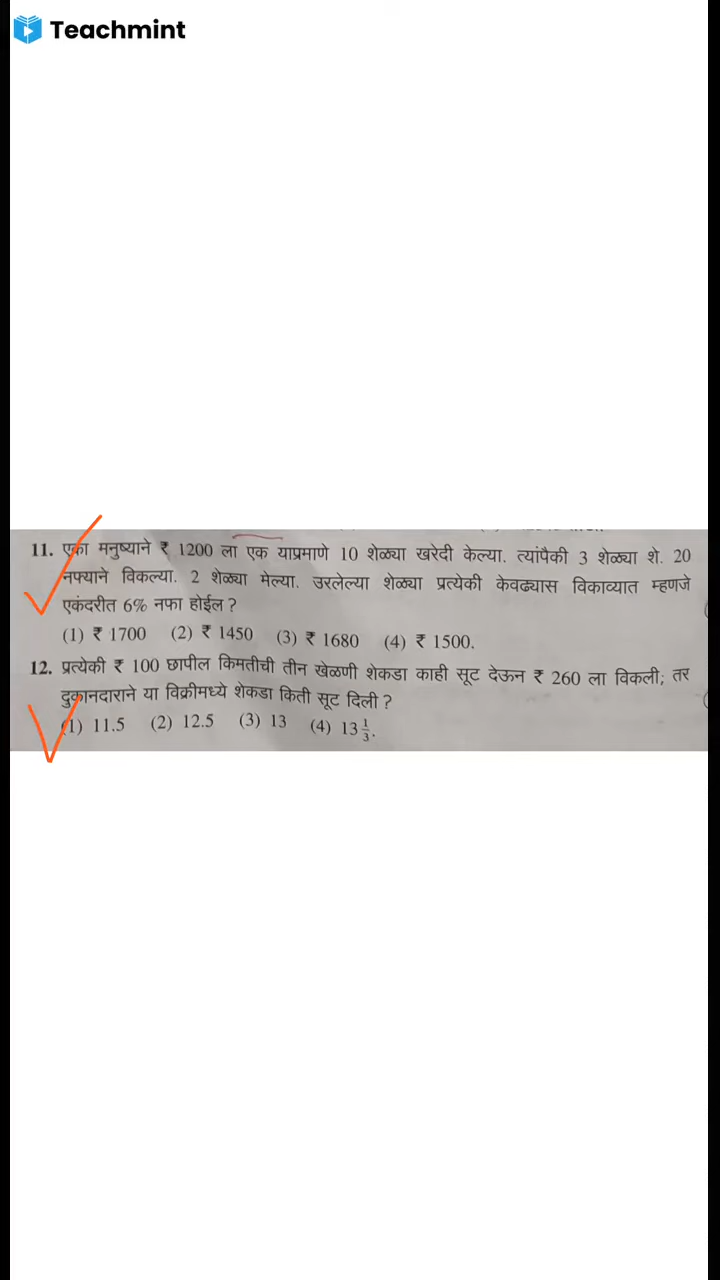 Teachmint
11. एका मनुष्याने ₹ 1200 ला एक याप्रमाणे 10 शेळ्या खरेदी केल्या. त्यांपैकी 3 शेळ्या शे. 20
नफ्याने विकल्या. 2 शेळ्या मेल्या. उरलेल्या शेळ्या प्रत्येकी केवढ्यास विकाव्यात म्हणजे
एकंदरीत 6% नफा होईल ?
(1) ₹ 1700 (2) ₹ 1450 (3) ₹ 1680 (4) ₹ 1500.
12. प्रत्येकी ₹ 100 छापील किमतीची तीन खेळणी शेकडा काही सूट देऊन ₹ 260 ला विकली; तर
दुकानदाराने या विक्रीमध्ये शेकडा किती सूट दिली ?
(1) 11.5 (2) 12.5 (3) 13 (4) 13 1/3.